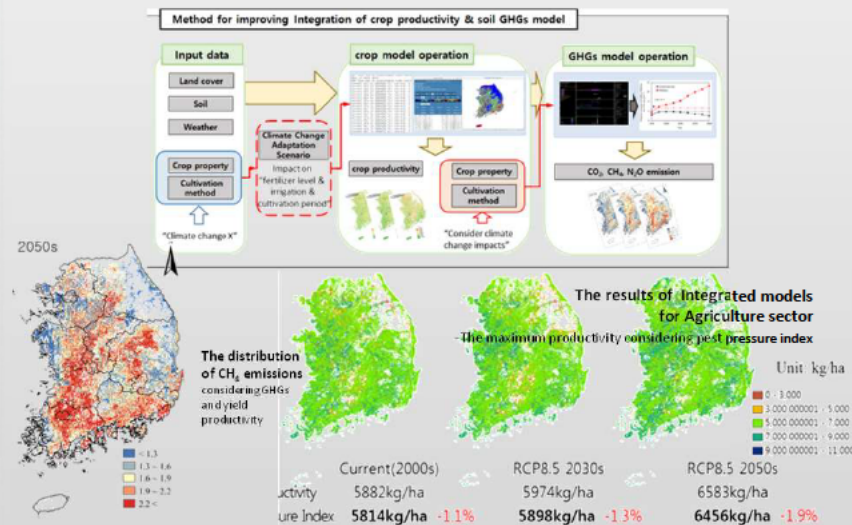 Method for improving Integration of crop productivity & soil GHGs model
Input data
Land cover
Soil
Weather
Crop property
Cultivation
method
"Climate change X"
Climate Change
Adaptation
Scenario
Impact on
"fertilizer level &
irrigation &
cultivation period"
crop model operation
crop productivity
Crop property
Cultivation
method
"Consider climate
change impacts"
GHGs model operation
CO₂, CH₄, N₂O emission
2050s
< 1.3
1.3 – 1.6
1.6 – 1.9
1.9 – 2.2
2.2 <
The distribution
of CH₄ emissions
considering GHGs
and yield
productivity
The results of Integrated models
for Agriculture sector
-The maximum productivity considering pest pressure index
Unit kg/ha
0 - 3.000
3.000.000001 - 5.000
5.000.000001 - 7.000
7.000.000001 - 9.000
9.000.000001 - 11.000
Current(2000s) RCP8.5 2030s RCP8.5 2050s
uctivity 5882kg/ha 5974kg/ha 6583kg/ha
ure Index 5814kg/ha -1.1% 5898kg/ha -1.3% 6456kg/ha -1.9%